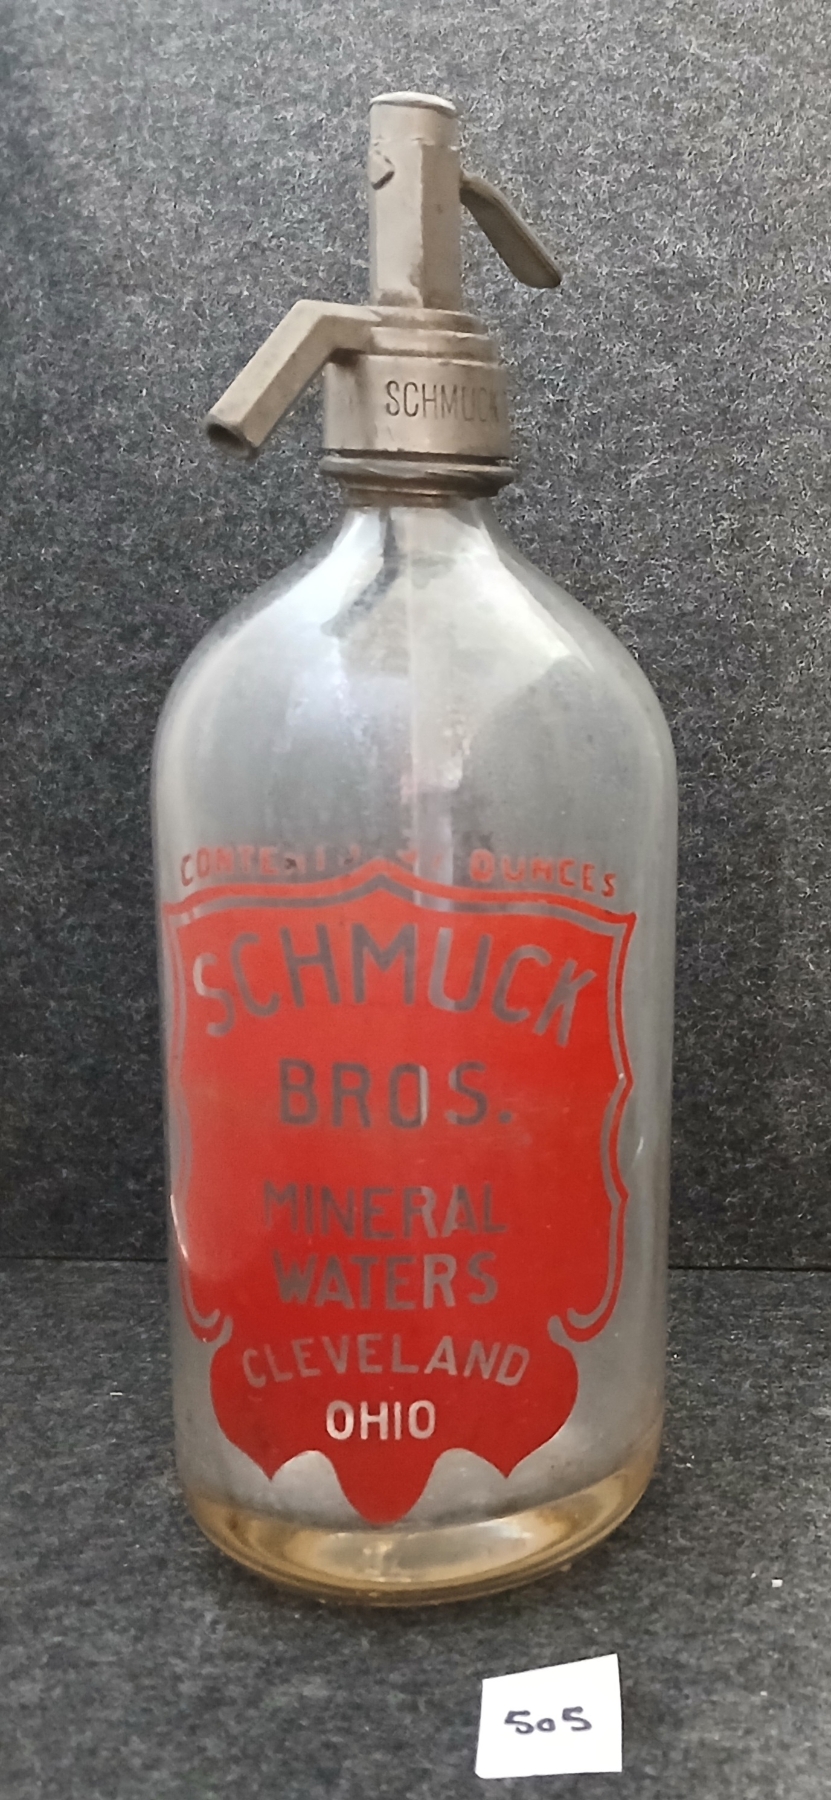 SCHMUCK
OUNCES
SCHMUCK
BROS.
MINERAL
WATERS
CLEVELAND
OHIO
505